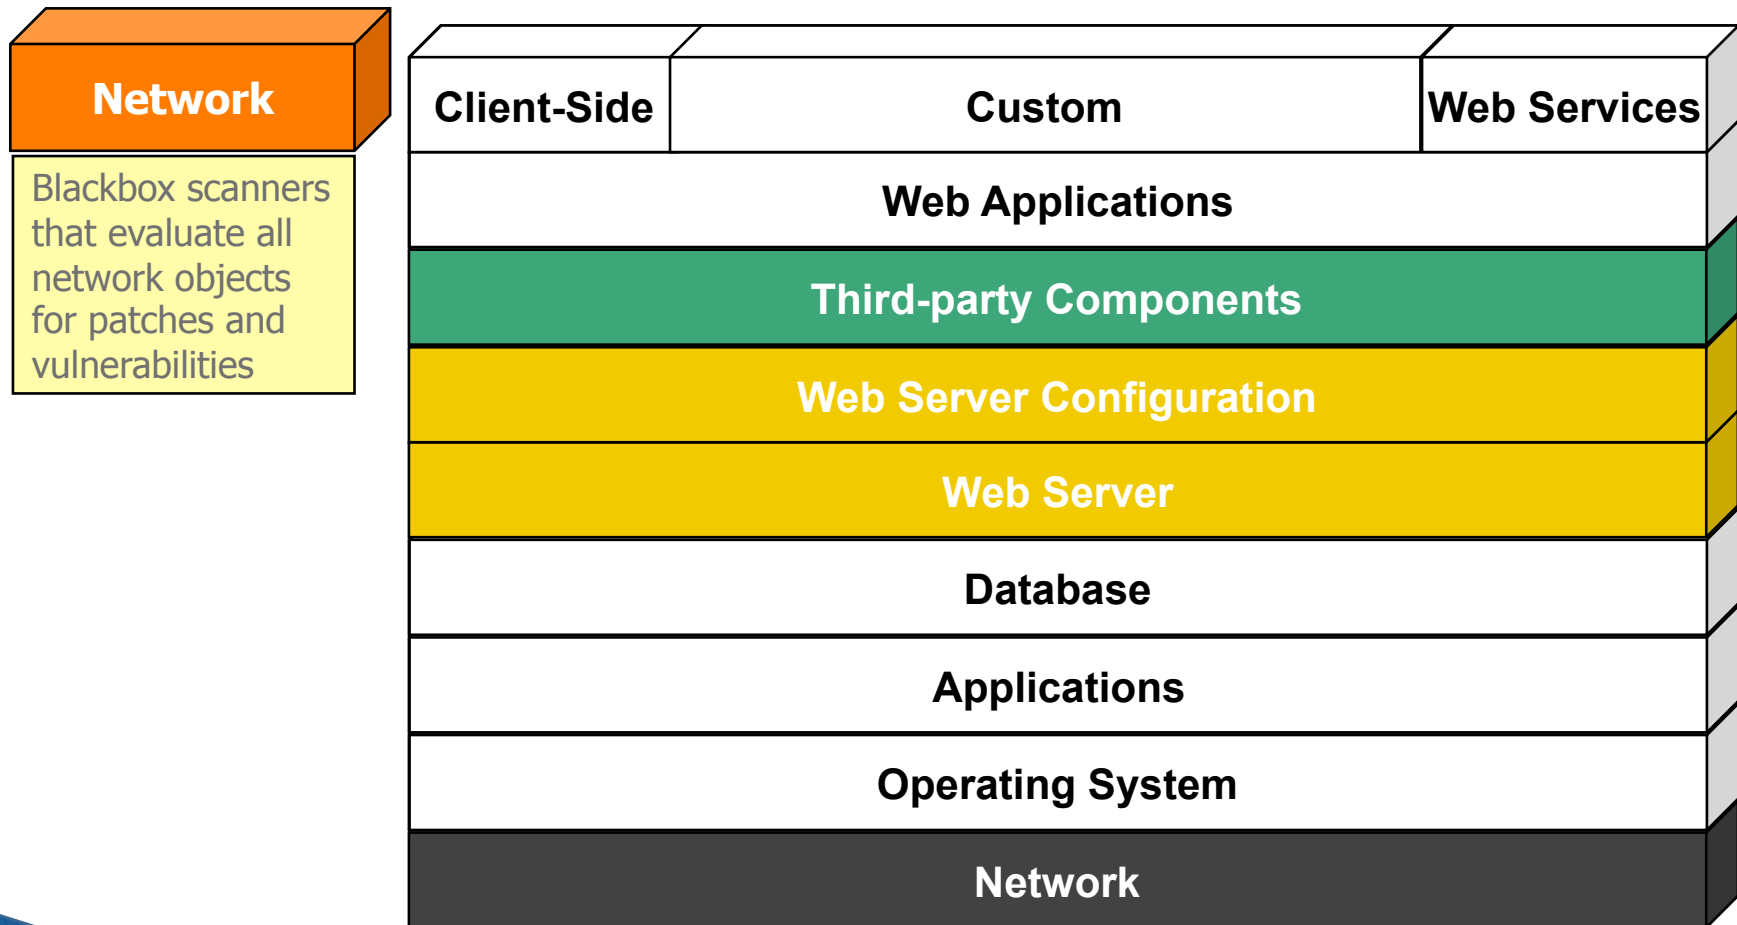 Network
Blackbox scanners
that evaluate all
network objects
for patches and
vulnerabilities
Client-Side
Custom
Web Services
Web Applications
Third-party Components
Web Server Configuration
Web Server
Database
Applications
Operating System
Network